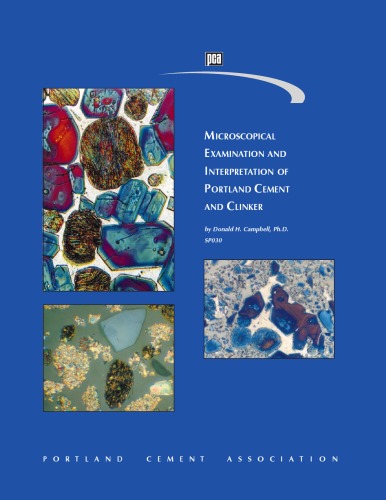 pca
MICROSCOPICAL
EXAMINATION AND
INTERPRETATION OF
PORTLAND CEMENT
AND CLINKER
by Donald H. Campbell, Ph.D.
SP030
PORTLAND CEMENT ASSOCIATION